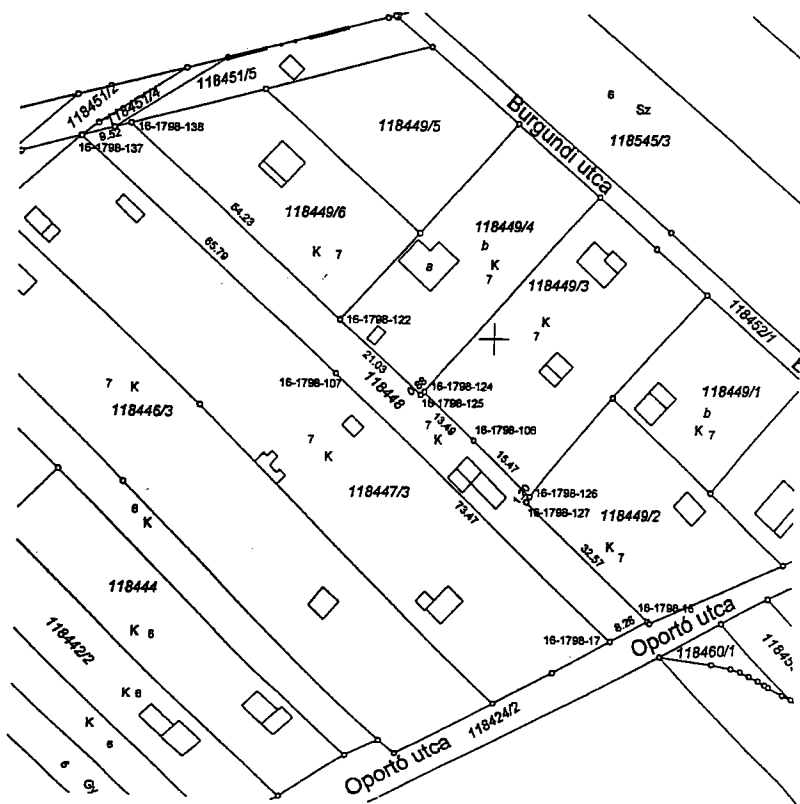 118451/2
118451/4
118451/5
9.52
16-1798-138
16-1798-137
118449/5
Burgundi utca
6
Sz
118545/3
118449/6
K 7
54.23
65.79
118449/4
b
K
7
8
118449/3
K
7
118452/1
16-1798-122
21.03
118448
16-1798-107
16-1798-124
16-1798-125
13.49
7
K
16-1798-106
15.47
118449/1
b
K 7
7 K
118446/3
7
K
118447/3
73.47
16-1798-126
16-1798-127
118449/2
K
7
32.57
6
K
118444
K 6
118442/2
K 6
K
6
6
Gy
16-1798-15
8.26
16-1798-17
Oportó utca
118460/1
118424/2
Oportó utca